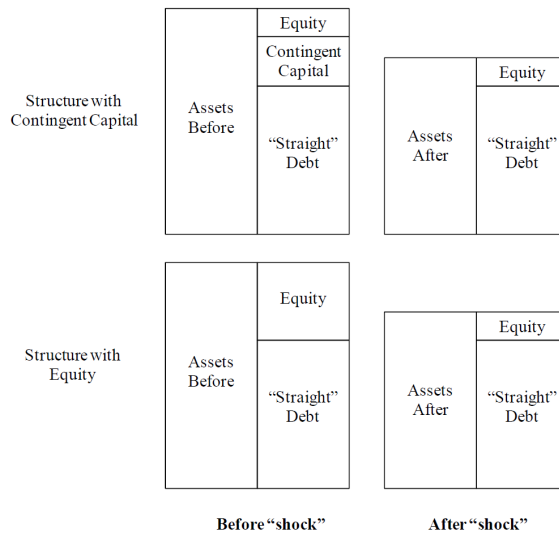 Equity
Contingent
Capital
Equity
Structure with
Contingent Capital
Assets
Before
"Straight"
Debt
Assets
After
"Straight"
Debt
Equity
Equity
Structure with
Equity
Assets
Before
"Straight"
Debt
Assets
After
"Straight"
Debt
Before "shock"
After "shock"